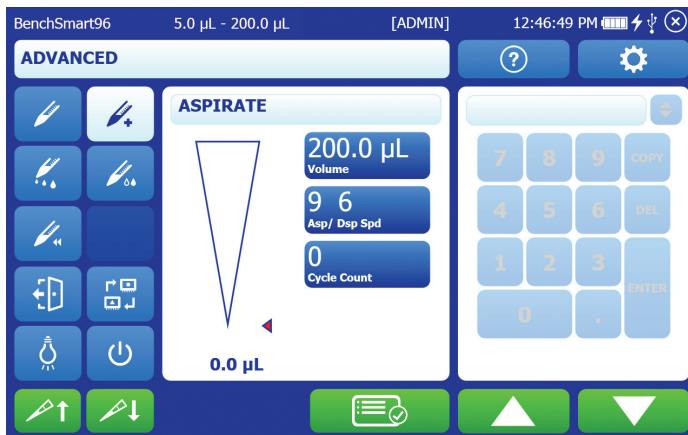 BenchSmart96 5.0 µL - 200.0 µL [ADMIN] 12:46:49 PM
ADVANCED ?
ASPIRATE
200.0 µL
Volume
9 6
Asp/ Dsp Spd
0
Cycle Count
0.0 µL
7 8 9 COPY
4 5 6 DEL
1 2 3
ENTER
0 .